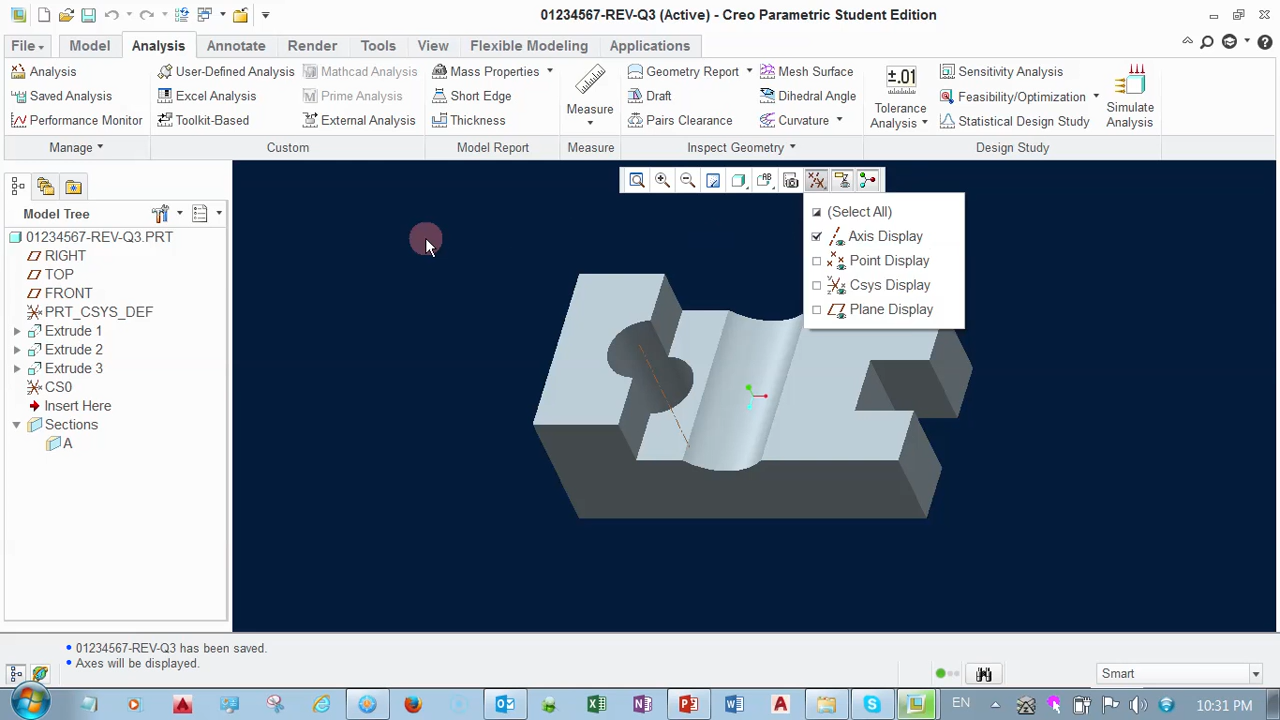 01234567-REV-Q3 (Active) - Creo Parametric Student Edition
File Model Analysis Annotate Render Tools View Flexible Modeling Applications
Analysis User-Defined Analysis Mathcad Analysis Mass Properties Geometry Report Mesh Surface Sensitivity Analysis
Saved Analysis Excel Analysis Prime Analysis Short Edge Measure Draft Dihedral Angle ±.01 Tolerance Analysis Feasibility/Optimization Simulate Analysis
Performance Monitor Toolkit-Based External Analysis Thickness Pairs Clearance Curvature Statistical Design Study
Manage Custom Model Report Measure Inspect Geometry Design Study
Model Tree
01234567-REV-Q3.PRT
RIGHT
TOP
FRONT
PRT_CSYS_DEF
Extrude 1
Extrude 2
Extrude 3
CS0
Insert Here
Sections
A
(Select All)
Axis Display
Point Display
Csys Display
Plane Display
01234567-REV-Q3 has been saved.
Axes will be displayed.
Smart
EN 10:31 PM